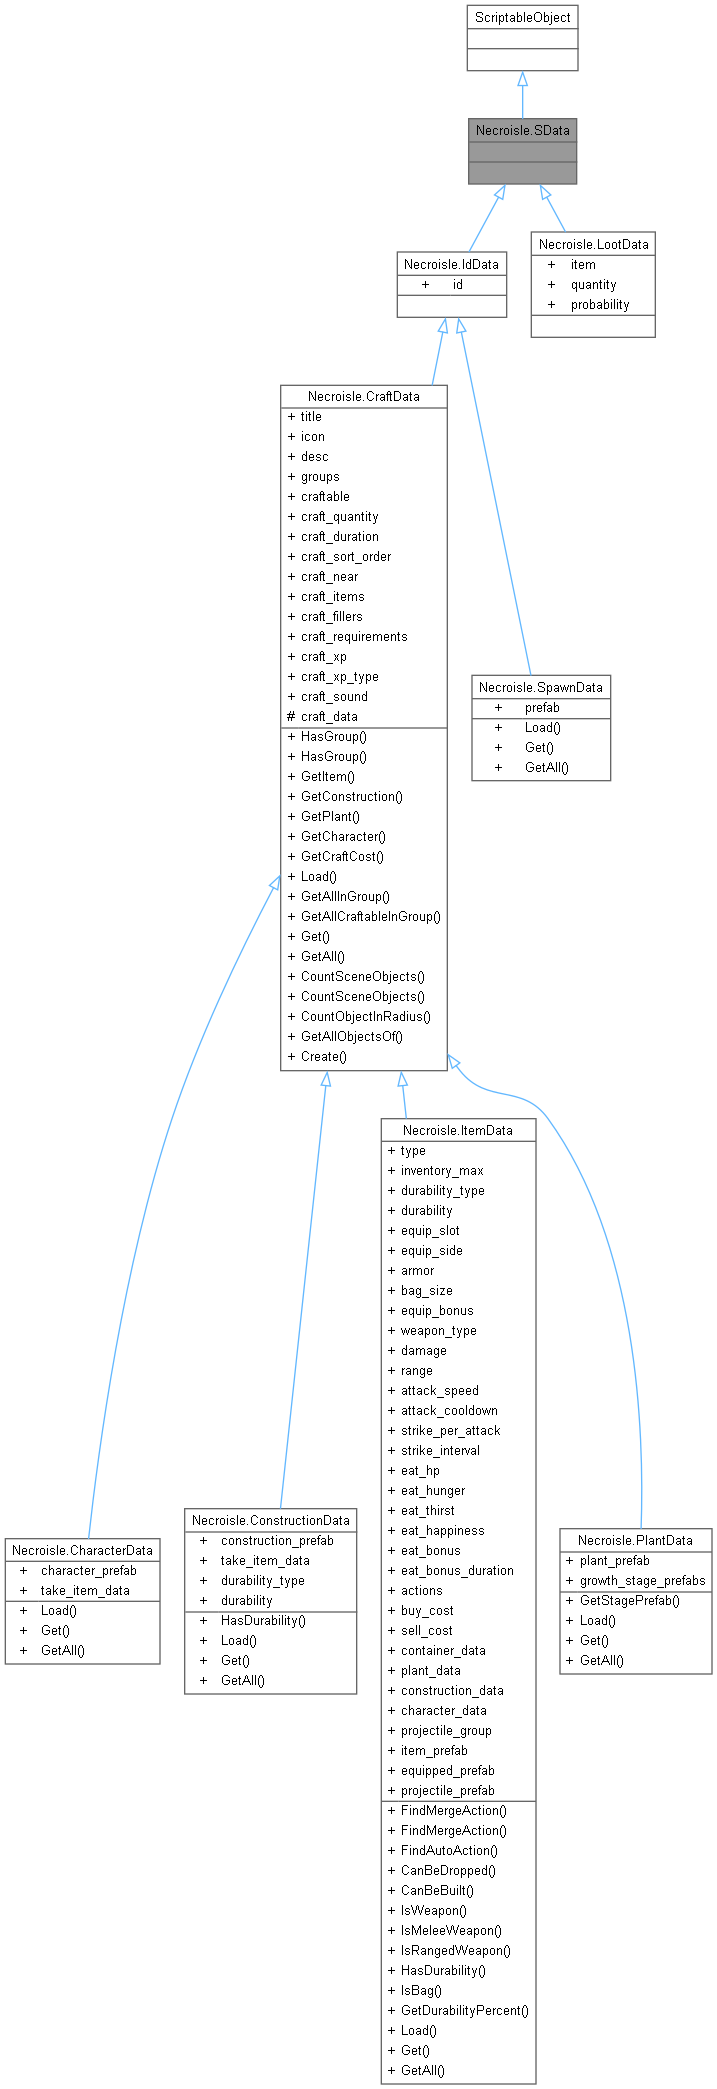 ScriptableObject
Necroisle.SData
Necroisle.IdData
+ id
Necroisle.LootData
+ item
+ quantity
+ probability
Necroisle.CraftData
+ title
+ icon
+ desc
+ groups
+ craftable
+ craft_quantity
+ craft_duration
+ craft_sort_order
+ craft_near
+ craft_items
+ craft_fillers
+ craft_requirements
+ craft_xp
+ craft_xp_type
+ craft_sound
# craft_data
+ HasGroup()
+ HasGroup()
+ GetItem()
+ GetConstruction()
+ GetPlant()
+ GetCharacter()
+ GetCraftCost()
+ Load()
+ GetAllInGroup()
+ GetAllCraftableInGroup()
+ Get()
+ GetAll()
+ CountSceneObjects()
+ CountSceneObjects()
+ CountObjectInRadius()
+ GetAllObjectsOf()
+ Create()
Necroisle.SpawnData
+ prefab
+ Load()
+ Get()
+ GetAll()
Necroisle.CharacterData
+ character_prefab
+ take_item_data
+ Load()
+ Get()
+ GetAll()
Necroisle.ConstructionData
+ construction_prefab
+ take_item_data
+ durability_type
+ durability
+ HasDurability()
+ Load()
+ Get()
+ GetAll()
Necroisle.ItemData
+ type
+ inventory_max
+ durability_type
+ durability
+ equip_slot
+ equip_side
+ armor
+ bag_size
+ equip_bonus
+ weapon_type
+ damage
+ range
+ attack_speed
+ attack_cooldown
+ strike_per_attack
+ strike_interval
+ eat_hp
+ eat_hunger
+ eat_thirst
+ eat_happiness
+ eat_bonus
+ eat_bonus_duration
+ actions
+ buy_cost
+ sell_cost
+ container_data
+ plant_data
+ construction_data
+ character_data
+ projectile_group
+ item_prefab
+ equipped_prefab
+ projectile_prefab
+ FindMergeAction()
+ FindMergeAction()
+ FindAutoAction()
+ CanBeDropped()
+ CanBeBuilt()
+ IsWeapon()
+ IsMeleeWeapon()
+ IsRangedWeapon()
+ HasDurability()
+ IsBag()
+ GetDurabilityPercent()
+ Load()
+ Get()
+ GetAll()
Necroisle.PlantData
+ plant_prefab
+ growth_stage_prefabs
+ GetStagePrefab()
+ Load()
+ Get()
+ GetAll()